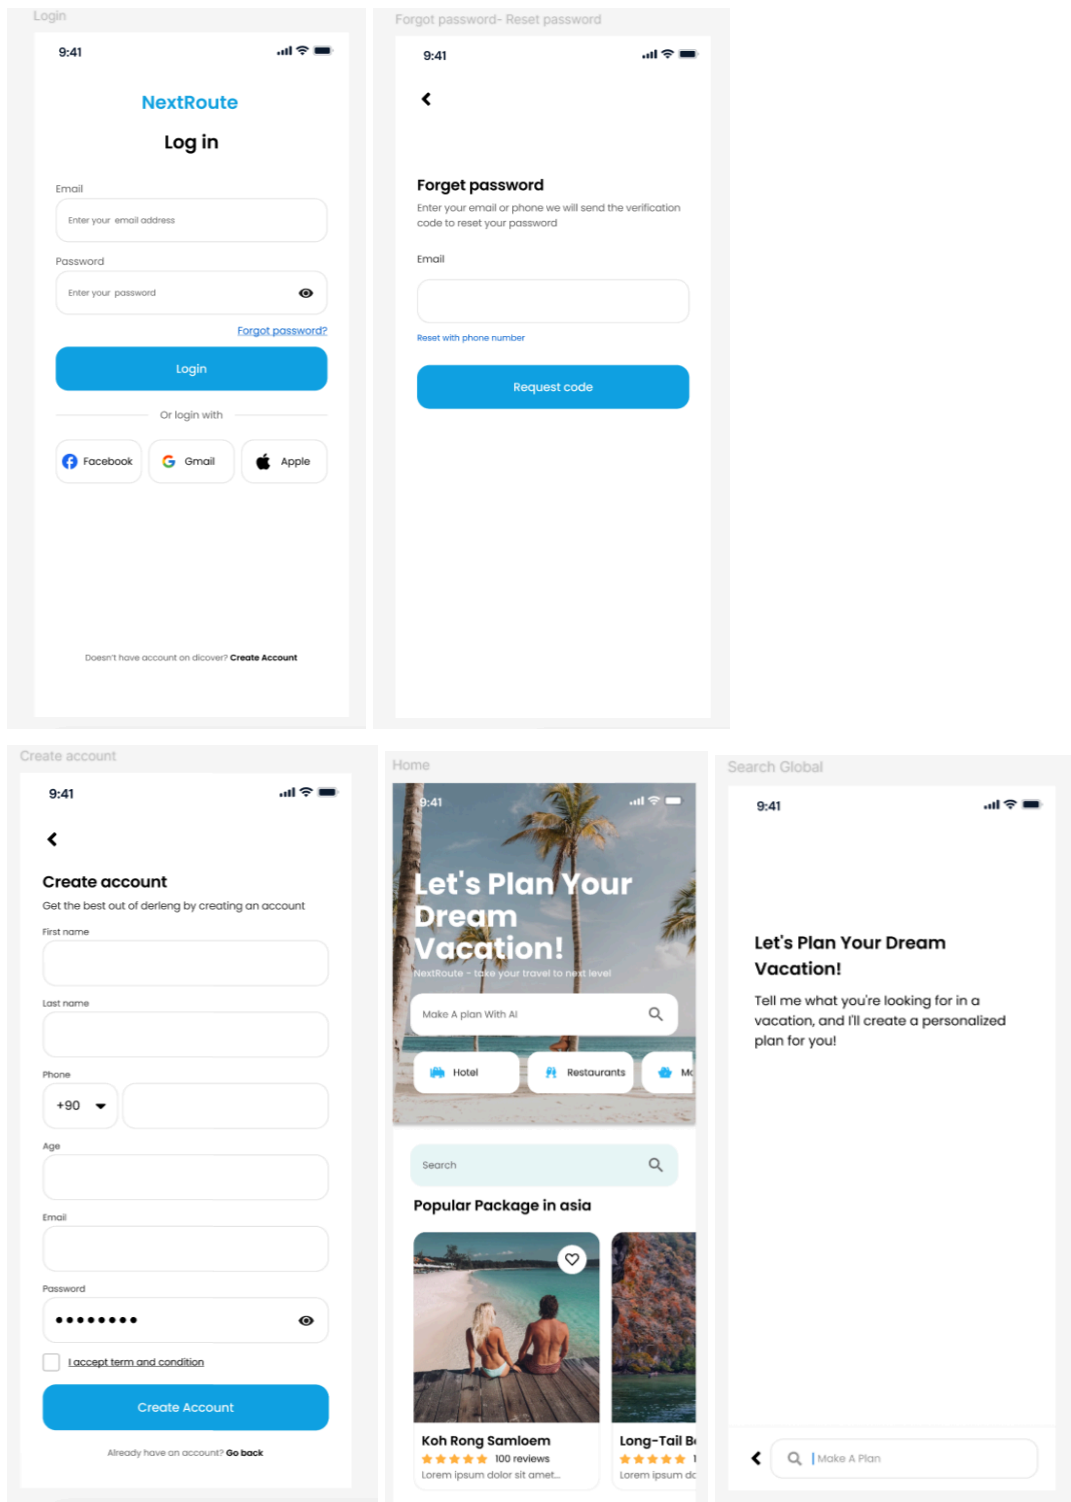 Login
9:41
NextRoute
Log in
Email
Enter your email address
Password
Enter your password
Forgot password?
Login
Or login with
Facebook
Gmail
Apple
Doesn't have account on dicover? Create Account
Forgot password- Reset password
9:41
Forget password
Enter your email or phone we will send the verification
code to reset your password
Email
Reset with phone number
Request code
Create account
9:41
Create account
Get the best out of derleng by creating an account
First name
Last name
Phone
+90
Age
Email
Password
I accept term and condition
Create Account
Already have an account? Go back
Home
9:41
Let's Plan Your
Dream
Vacation!
NextRoute - take your travel to next level
Make A plan With AI
Hotel
Restaurants
Search
Popular Package in asia
Koh Rong Samloem
100 reviews
Lorem ipsum dolor sit amet...
Long-Tail
Lorem ipsum
Search Global
9:41
Let's Plan Your Dream
Vacation!
Tell me what you're looking for in a
vacation, and I'll create a personalized
plan for you!
Make A Plan